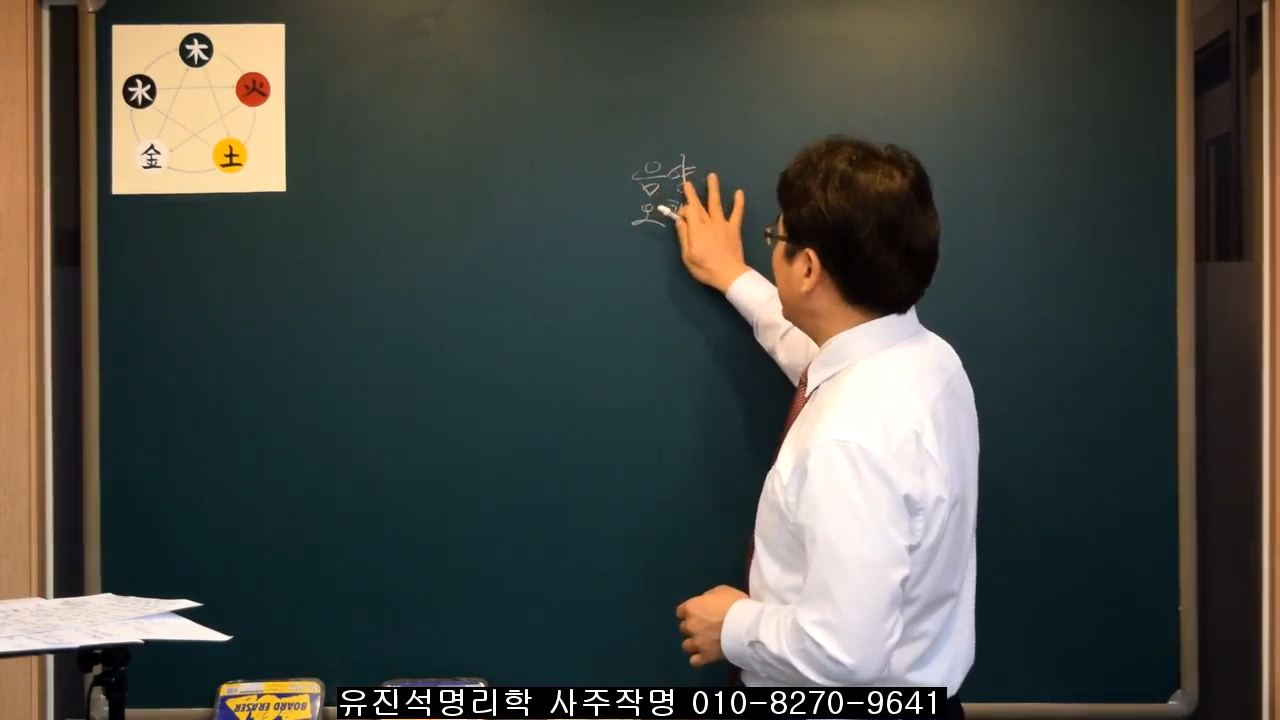 木
水
火
金
土
음양
오
BOARD ERASER
유진석명리학 사주작명 010-8270-9641